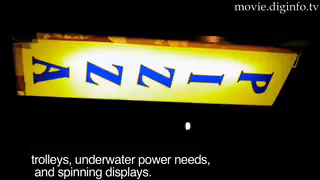 movie.diginfo.tv
PIZZA
trolleys, underwater power needs,
and spinning displays.